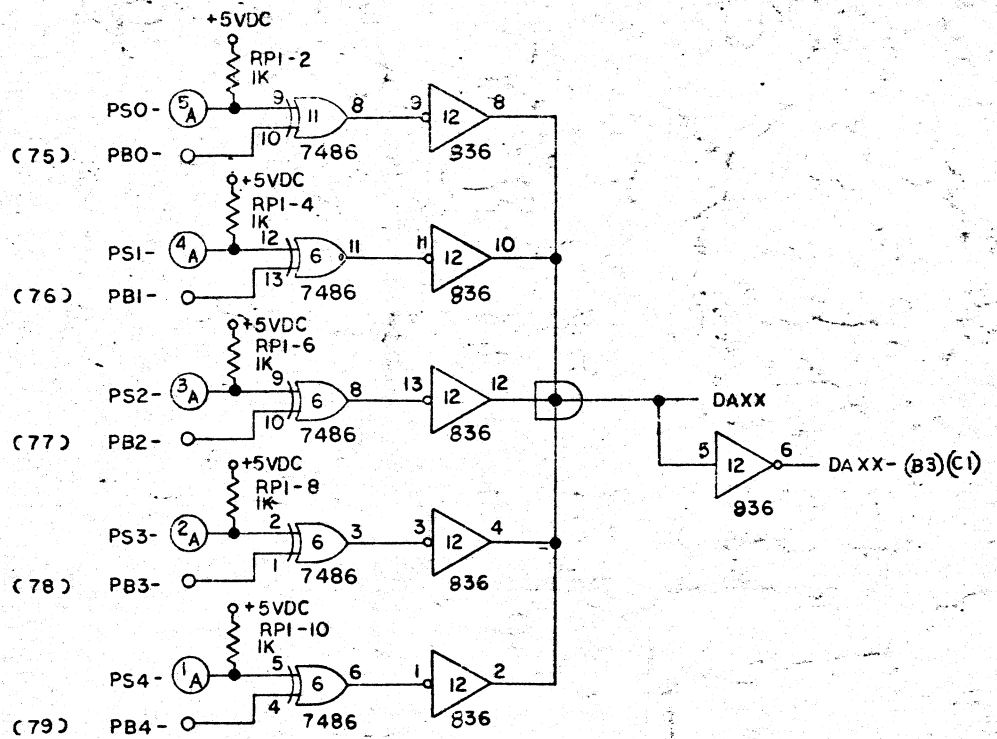 +5VDC
RP1-2
1K
PS0- 5A 9 11 8 9 12 8
10
(75) PB0- 7486 836
+5VDC
RP1-4
1K
PS1- 4A 12 6 11 11 12 10
13
(76) PB1- 7486 836
+5VDC
RP1-6
1K
PS2- 3A 9 6 8 13 12 12 DAXX
10
(77) PB2- 7486 836
5 12 6 DAXX- (B3)(C1)
836
+5VDC
RP1-8
1K
PS3- 2A 2 6 3 3 12 4
1
(78) PB3- 7486 836
+5VDC
RP1-10
1K
PS4- 1A 5 6 6 1 12 2
4
(79) PB4- 7486 836